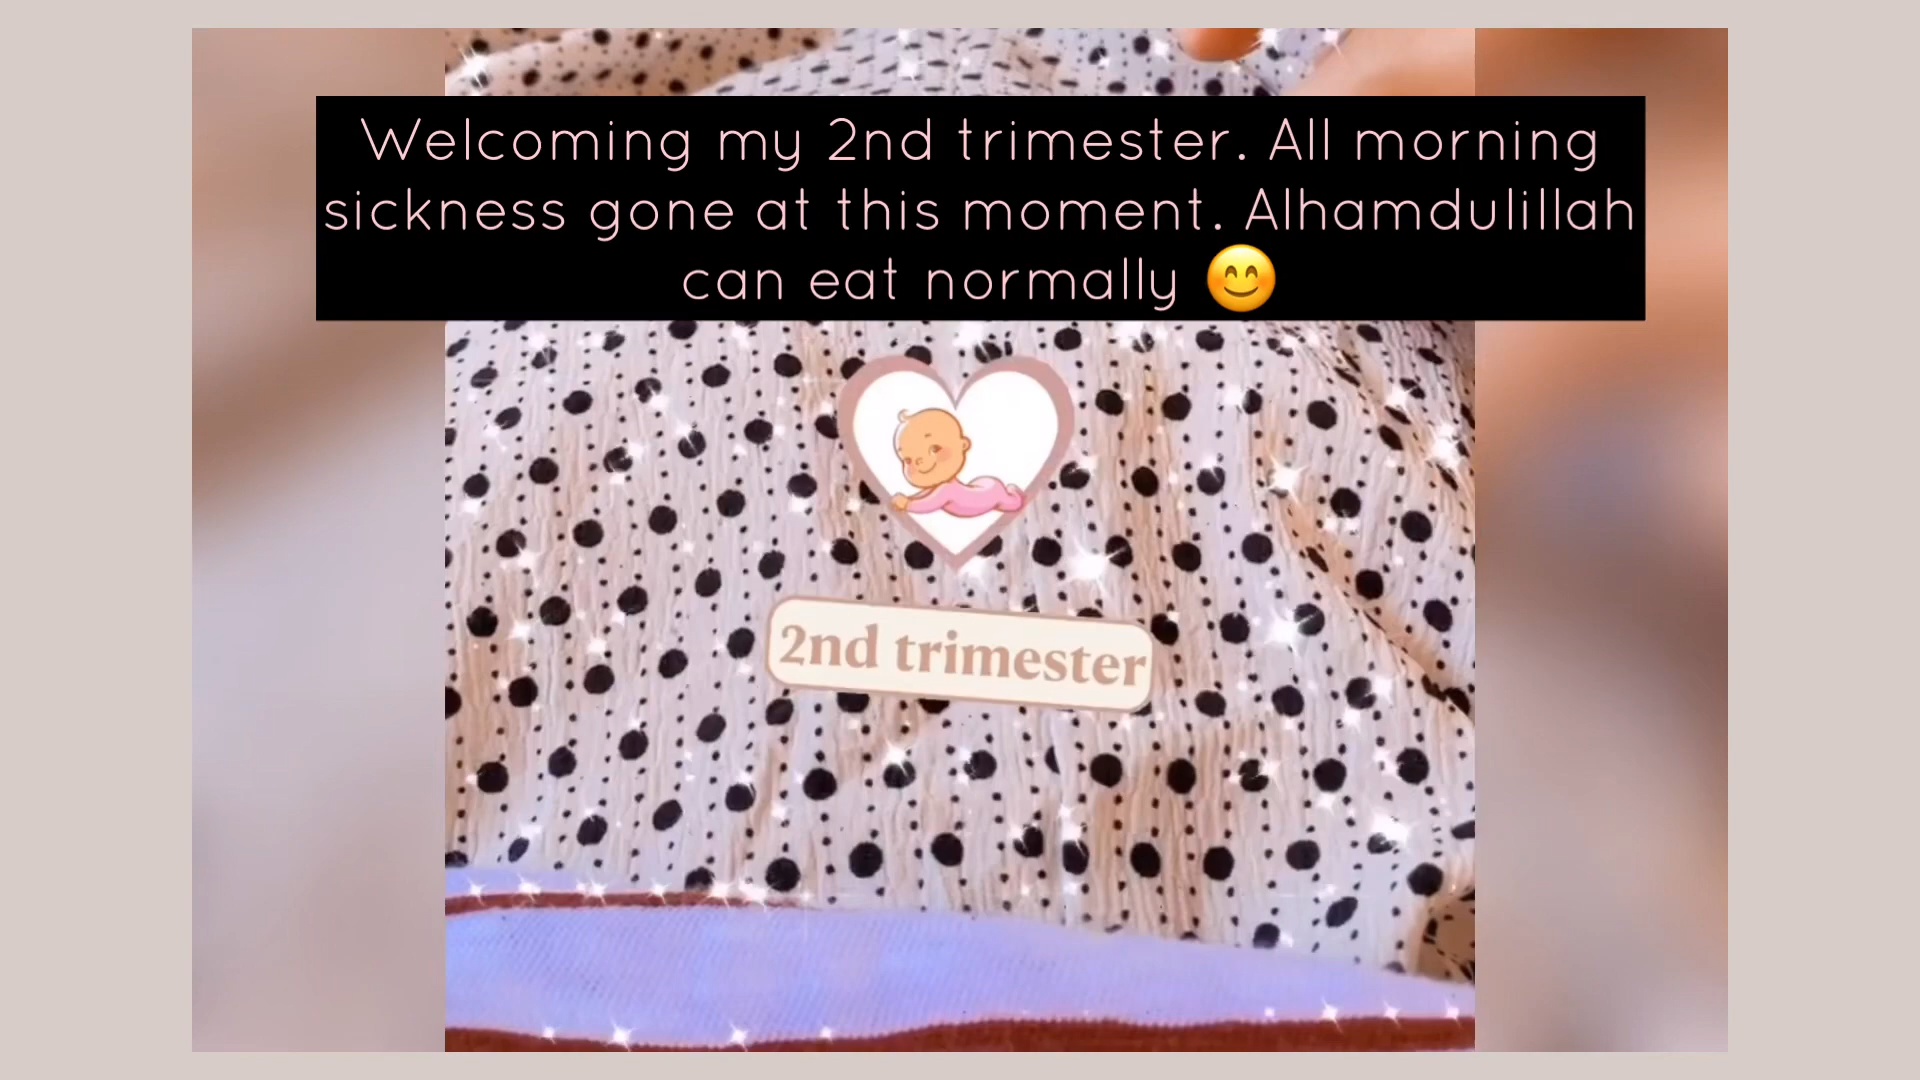 Welcoming my 2nd trimester. All morning
sickness gone at this moment. Alhamdulillah
can eat normally 😊
2nd trimester